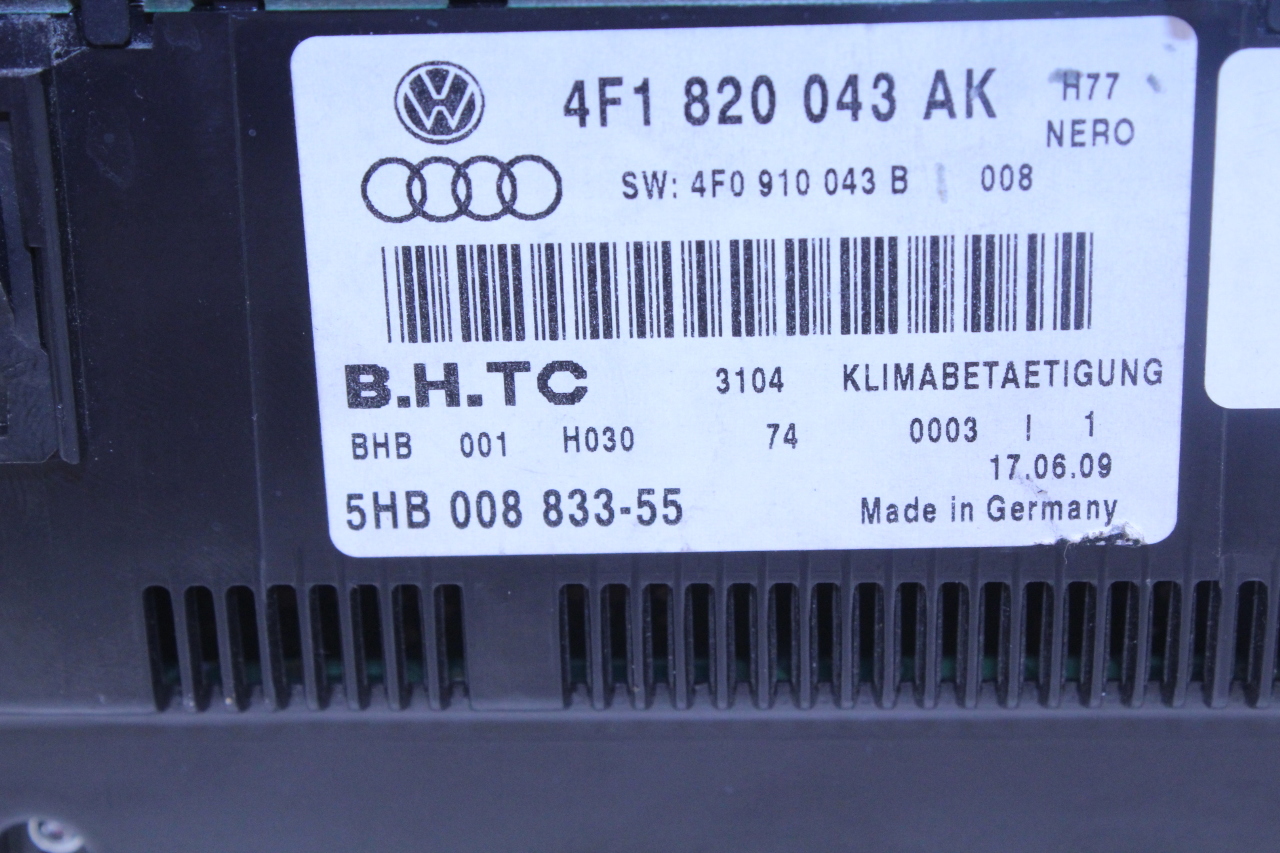 4F1 820 043 AK H77
NERO
SW: 4F0 910 043 B 008
B.H.TC 3104 KLIMABETAETIGUNG
BHB 001 H030 74 0003 I 1
17.06.09
5HB 008 833-55 Made in Germany